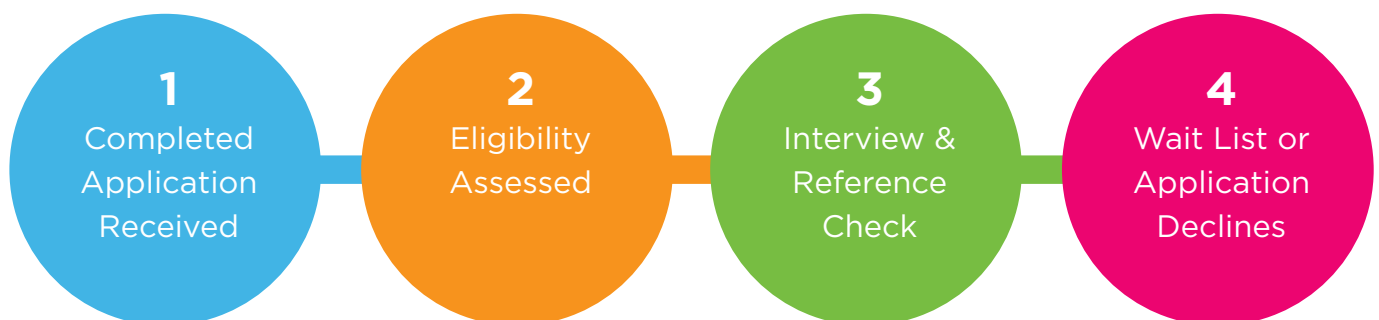 1
Completed
Application
Received
2
Eligibility
Assessed
3
Interview &
Reference
Check
4
Wait List or
Application
Declines